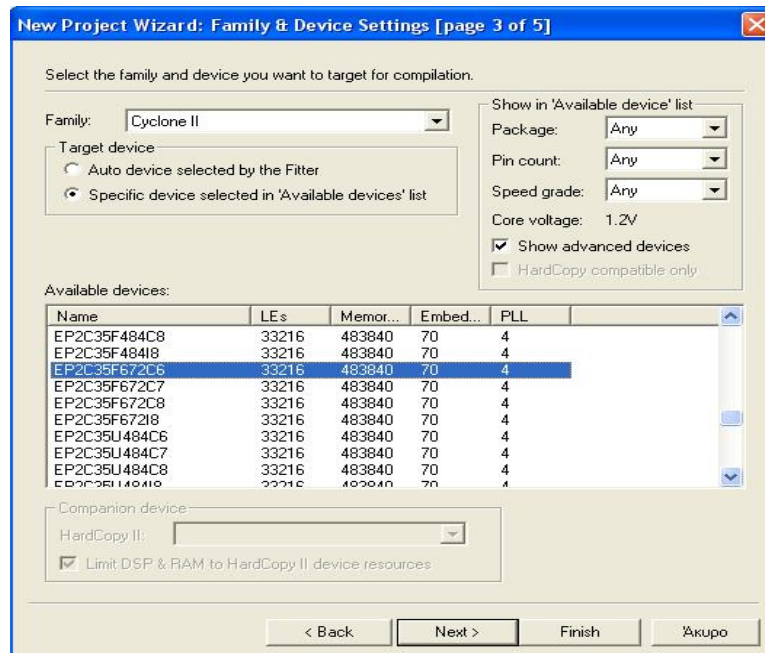 New Project Wizard: Family & Device Settings [page 3 of 5]
Select the family and device you want to target for compilation.
Family: Cyclone II
Target device
Auto device selected by the Fitter
Specific device selected in 'Available devices' list
Show in 'Available device' list
Package: Any
Pin count: Any
Speed grade: Any
Core voltage: 1.2V
Show advanced devices
HardCopy compatible only
Available devices:
Name LEs Memor... Embed... PLL
EP2C35F484C8 33216 483840 70 4
EP2C35F484I8 33216 483840 70 4
EP2C35F672C6 33216 483840 70 4
EP2C35F672C7 33216 483840 70 4
EP2C35F672C8 33216 483840 70 4
EP2C35F672I8 33216 483840 70 4
EP2C35U484C6 33216 483840 70 4
EP2C35U484C7 33216 483840 70 4
EP2C35U484C8 33216 483840 70 4
EP2C35U484I8 33216 483840 70 4
Companion device
HardCopy II:
Limit DSP & RAM to HardCopy II device resources
< Back Next > Finish Άκυρο